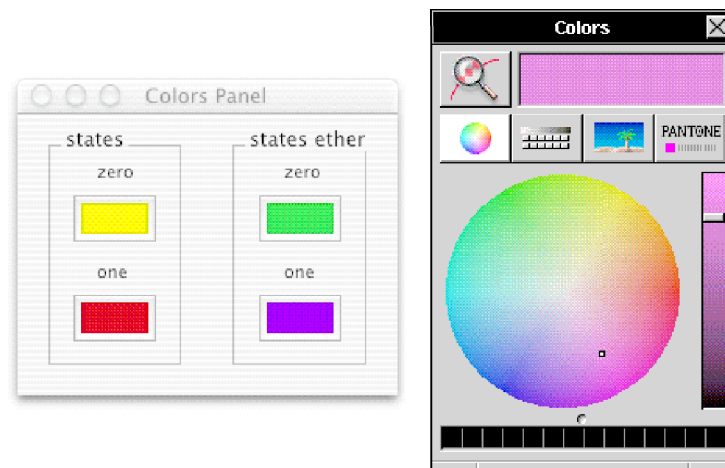 Colors Panel
states
zero
one
states ether
zero
one
Colors
PANTONE